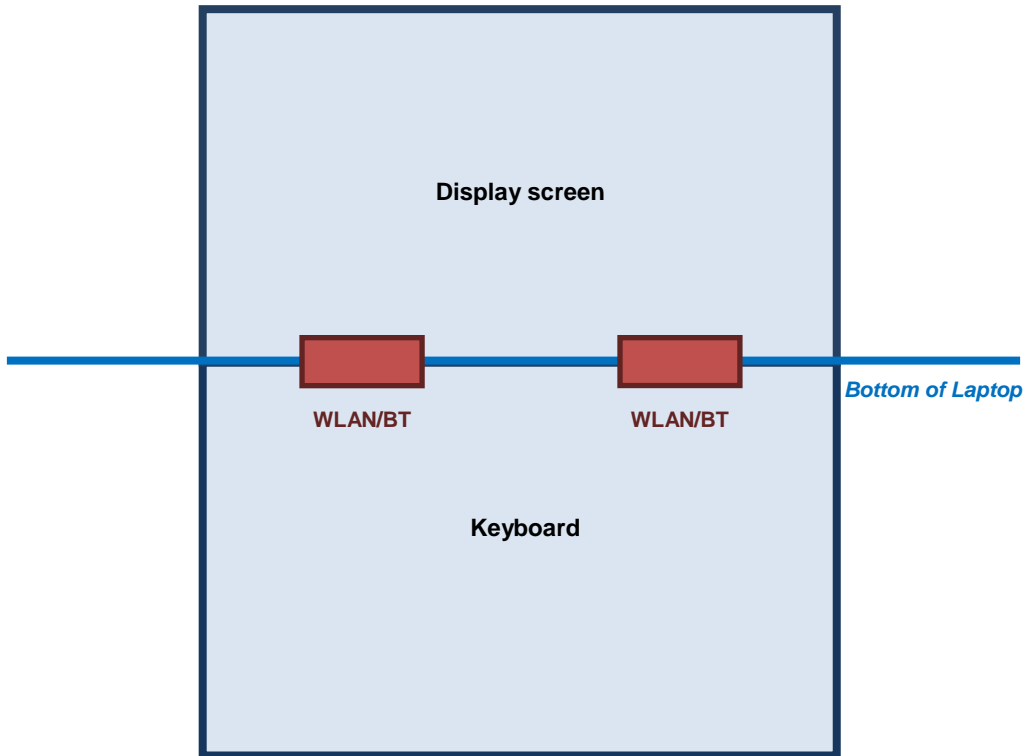 Display screen
Bottom of Laptop
WLAN/BT
WLAN/BT
Keyboard